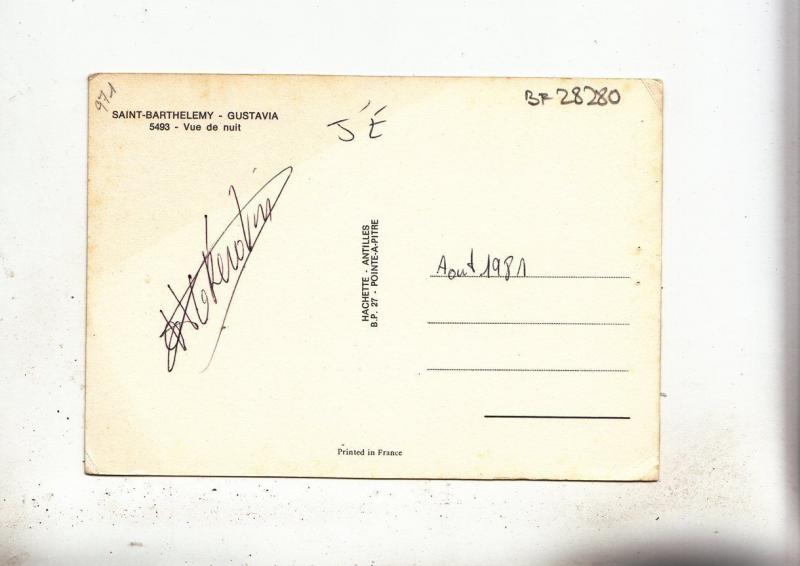 971
SAINT-BARTHELEMY - GUSTAVIA
5493 - Vue de nuit
BF 28280
HACHETTE . ANTILLES
B.P. 27 - POINTE-A-PITRE
Aout 1981
Printed in France